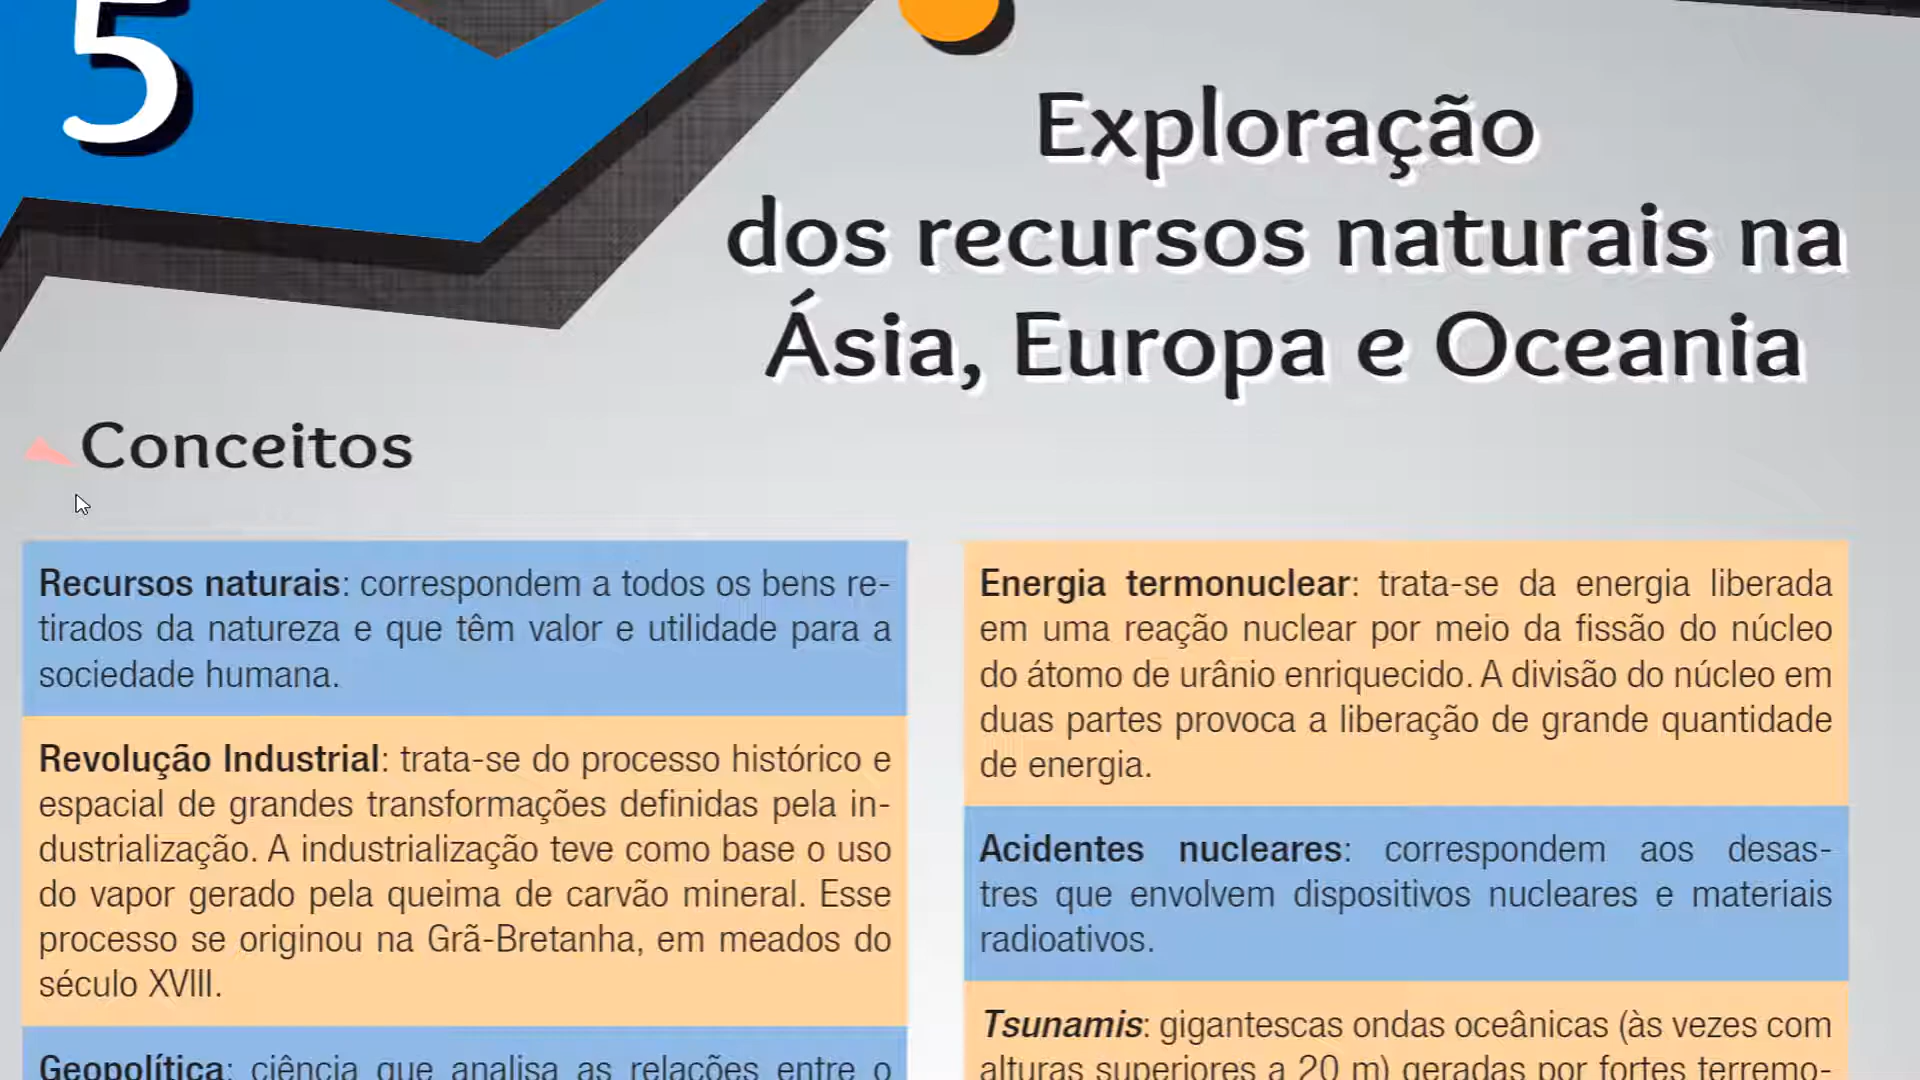 5
Exploração
dos recursos naturais na
Ásia, Europa e Oceania
Conceitos
Recursos naturais: correspondem a todos os bens re-
tirados da natureza e que têm valor e utilidade para a
sociedade humana.
Revolução Industrial: trata-se do processo histórico e
espacial de grandes transformações definidas pela in-
dustrialização. A industrialização teve como base o uso
do vapor gerado pela queima de carvão mineral. Esse
processo se originou na Grã-Bretanha, em meados do
século XVIII.
Geopolítica: ciência que analisa as relações entre o
Energia termonuclear: trata-se da energia liberada
em uma reação nuclear por meio da fissão do núcleo
do átomo de urânio enriquecido. A divisão do núcleo em
duas partes provoca a liberação de grande quantidade
de energia.
Acidentes nucleares: correspondem aos desas-
tres que envolvem dispositivos nucleares e materiais
radioativos.
Tsunamis: gigantescas ondas oceânicas (às vezes com
alturas superiores a 20 m) geradas por fortes terremo-